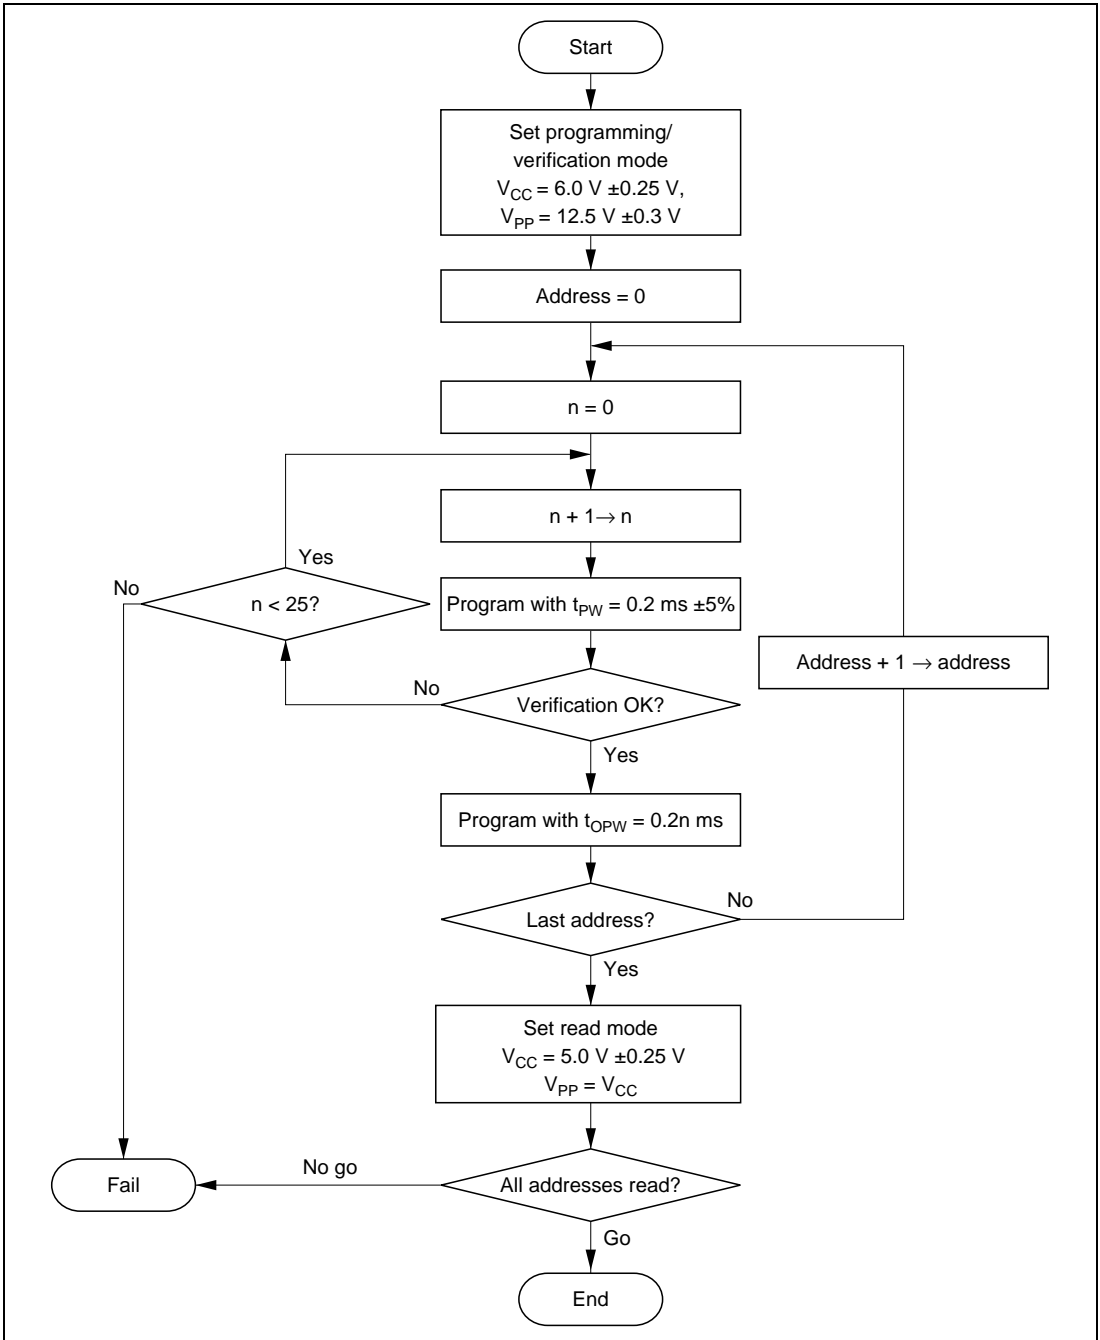 Start
Set programming/
verification mode
VCC = 6.0 V ±0.25 V,
VPP = 12.5 V ±0.3 V
Address = 0
n = 0
n + 1→ n
Yes
No
n < 25?
Program with tPW = 0.2 ms ±5%
Address + 1 → address
No
Verification OK?
Yes
Program with tOPW = 0.2n ms
No
Last address?
Yes
Set read mode
VCC = 5.0 V ±0.25 V
VPP = VCC
No go
Fail
All addresses read?
Go
End